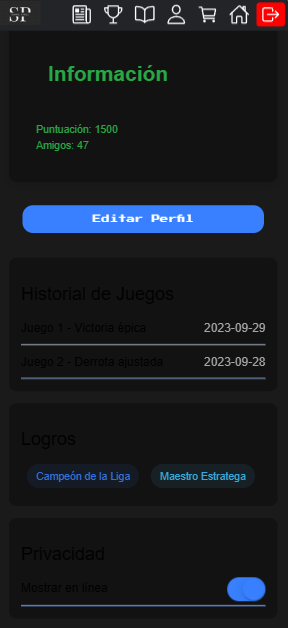 SP
Información
Puntuación: 1500
Amigos: 47
Editar Perfil
Historial de Juegos
Juego 1 - Victoria épica 2023-09-29
Juego 2 - Derrota ajustada 2023-09-28
Logros
Campeón de la Liga Maestro Estratega
Privacidad
Mostrar en línea